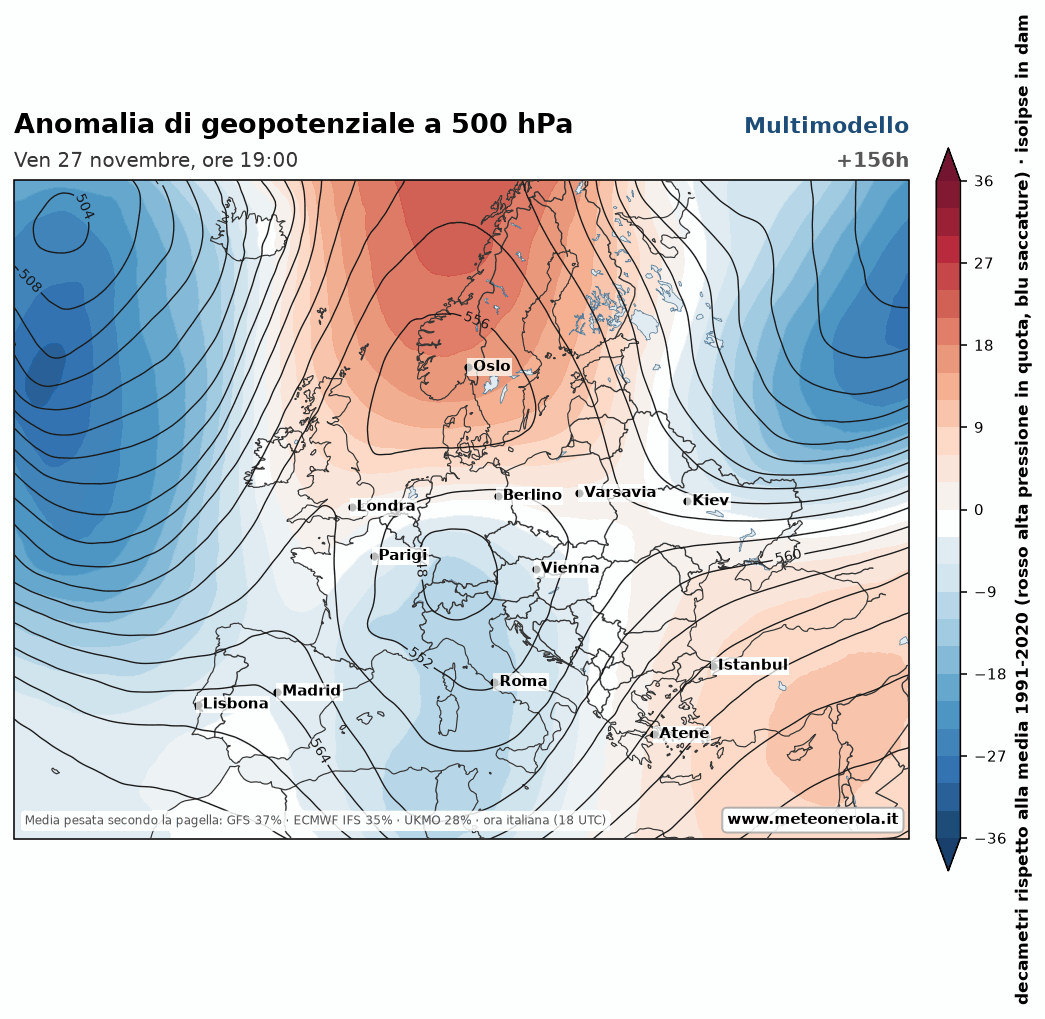 Anomalia di geopotenziale a 500 hPa
Multimodello
Ven 27 novembre, ore 19:00
+156h
504
508
556
Oslo
Berlino
Varsavia
Kiev
Londra
Parigi
Vienna
560
552
Istanbul
Roma
Madrid
Lisbona
Atene
564
Media pesata secondo la pagella: GFS 37% · ECMWF IFS 35% · UKMO 28% · ora italiana (18 UTC)
www.meteonerola.it
36
27
18
9
0
−9
−18
−27
−36
decametri rispetto alla media 1991-2020 (rosso alta pressione in quota, blu saccature) · isoipse in dam